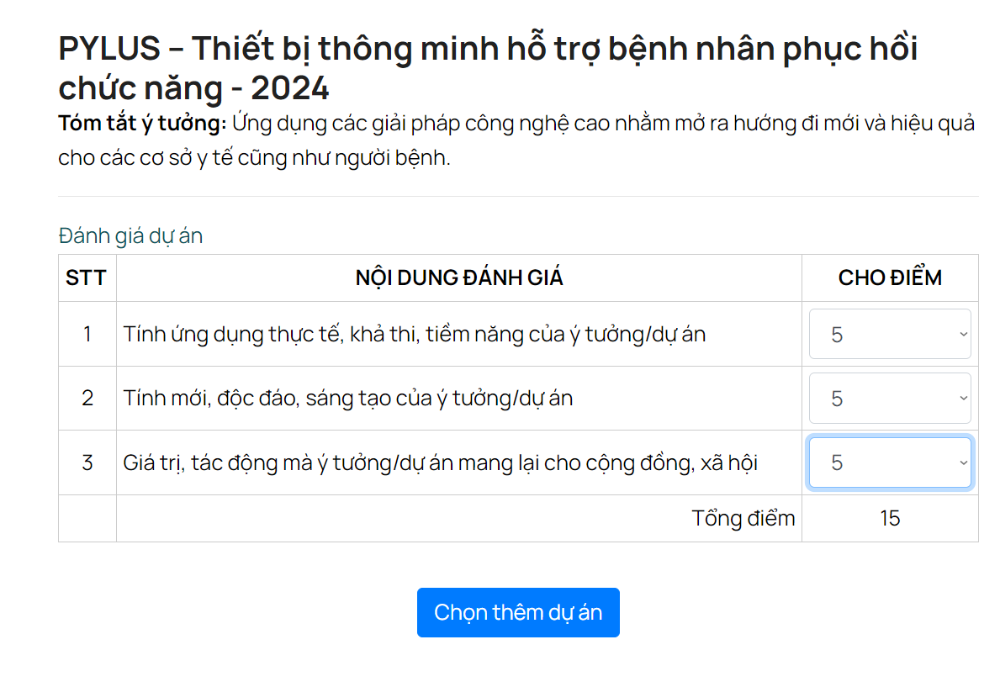 PYLUS – Thiết bị thông minh hỗ trợ bệnh nhân phục hồi
chức năng - 2024
Tóm tắt ý tưởng: Ứng dụng các giải pháp công nghệ cao nhằm mở ra hướng đi mới và hiệu quả
cho các cơ sở y tế cũng như người bệnh.
Đánh giá dự án
STT NỘI DUNG ĐÁNH GIÁ CHO ĐIỂM
1 Tính ứng dụng thực tế, khả thi, tiềm năng của ý tưởng/dự án 5
2 Tính mới, độc đáo, sáng tạo của ý tưởng/dự án 5
3 Giá trị, tác động mà ý tưởng/dự án mang lại cho cộng đồng, xã hội 5
Tổng điểm 15
Chọn thêm dự án